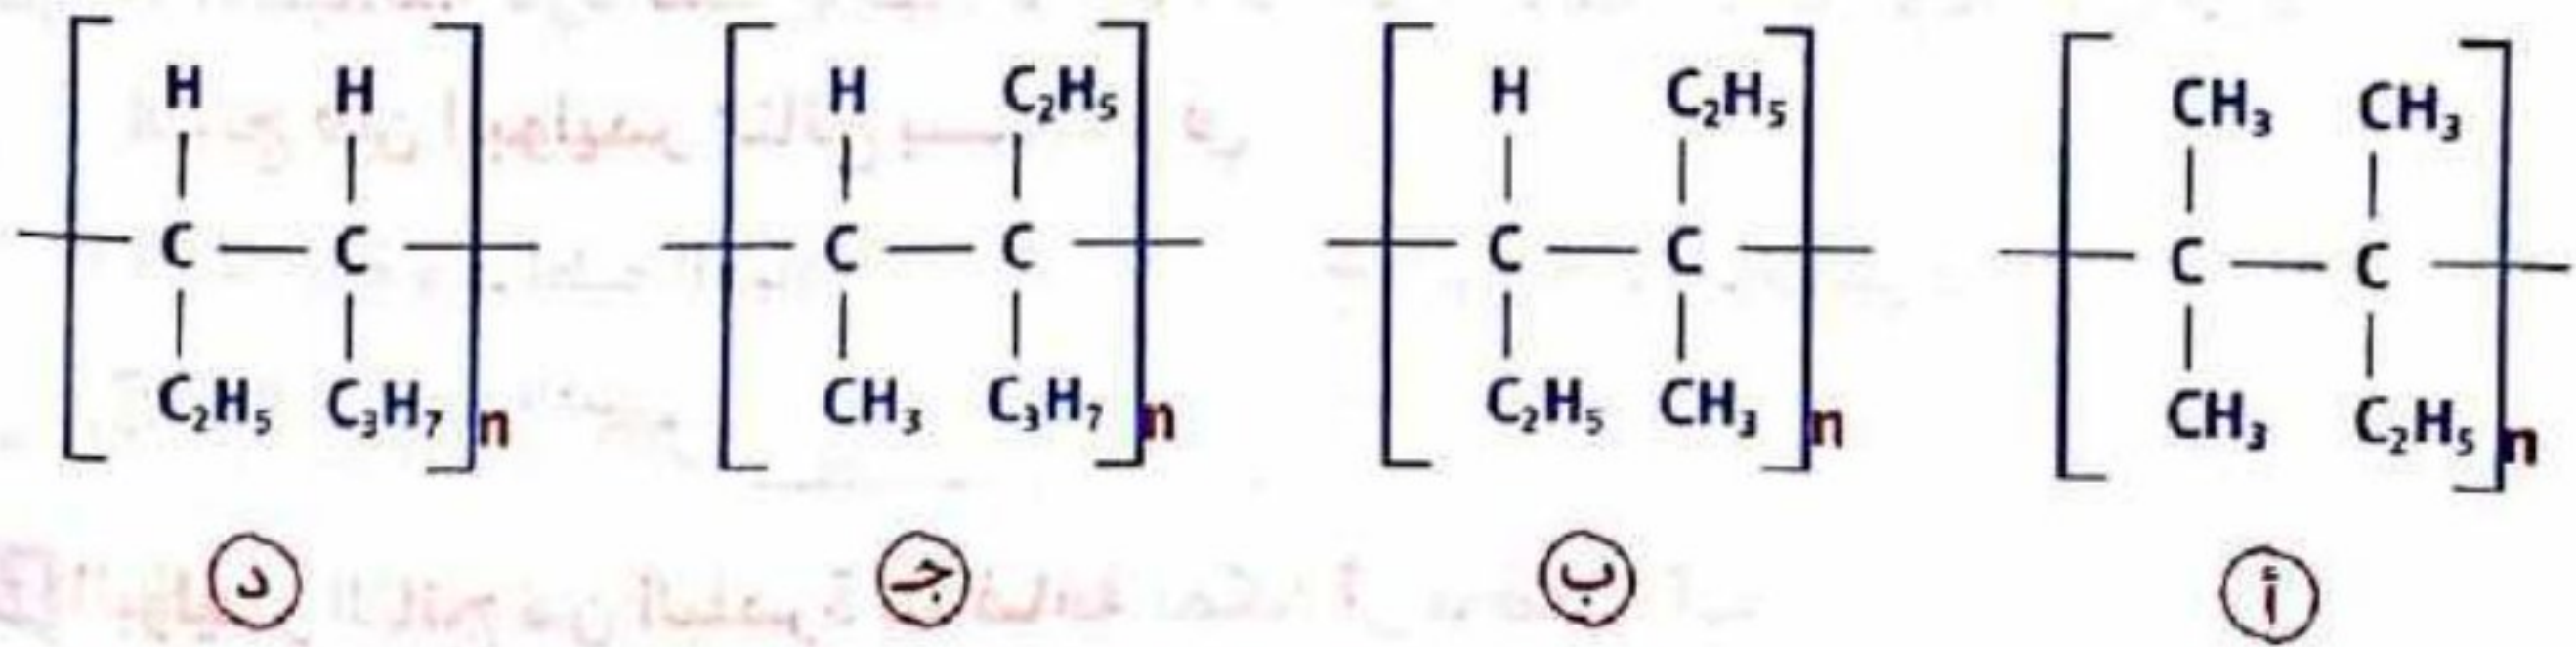 H H
C — C
C₂H₅ C₃H₇ n
د
H C₂H₅
C — C
CH₃ C₃H₇ n
جـ
H C₂H₅
C — C
C₂H₅ CH₃ n
ب
CH₃ CH₃
C — C
CH₃ C₂H₅ n
أ